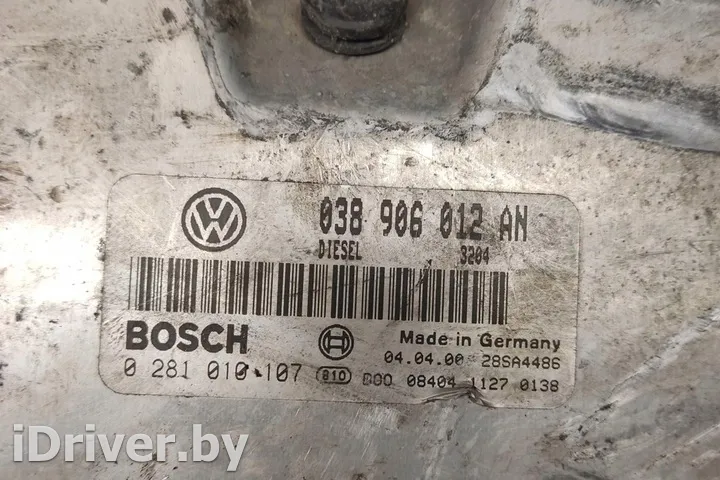 038 906 012 AN
DIESEL 3204
BOSCH
Made in Germany
04.04.00 28SA4486
0 281 010 107 810 D00 08404 1127 0138
iDriver.by